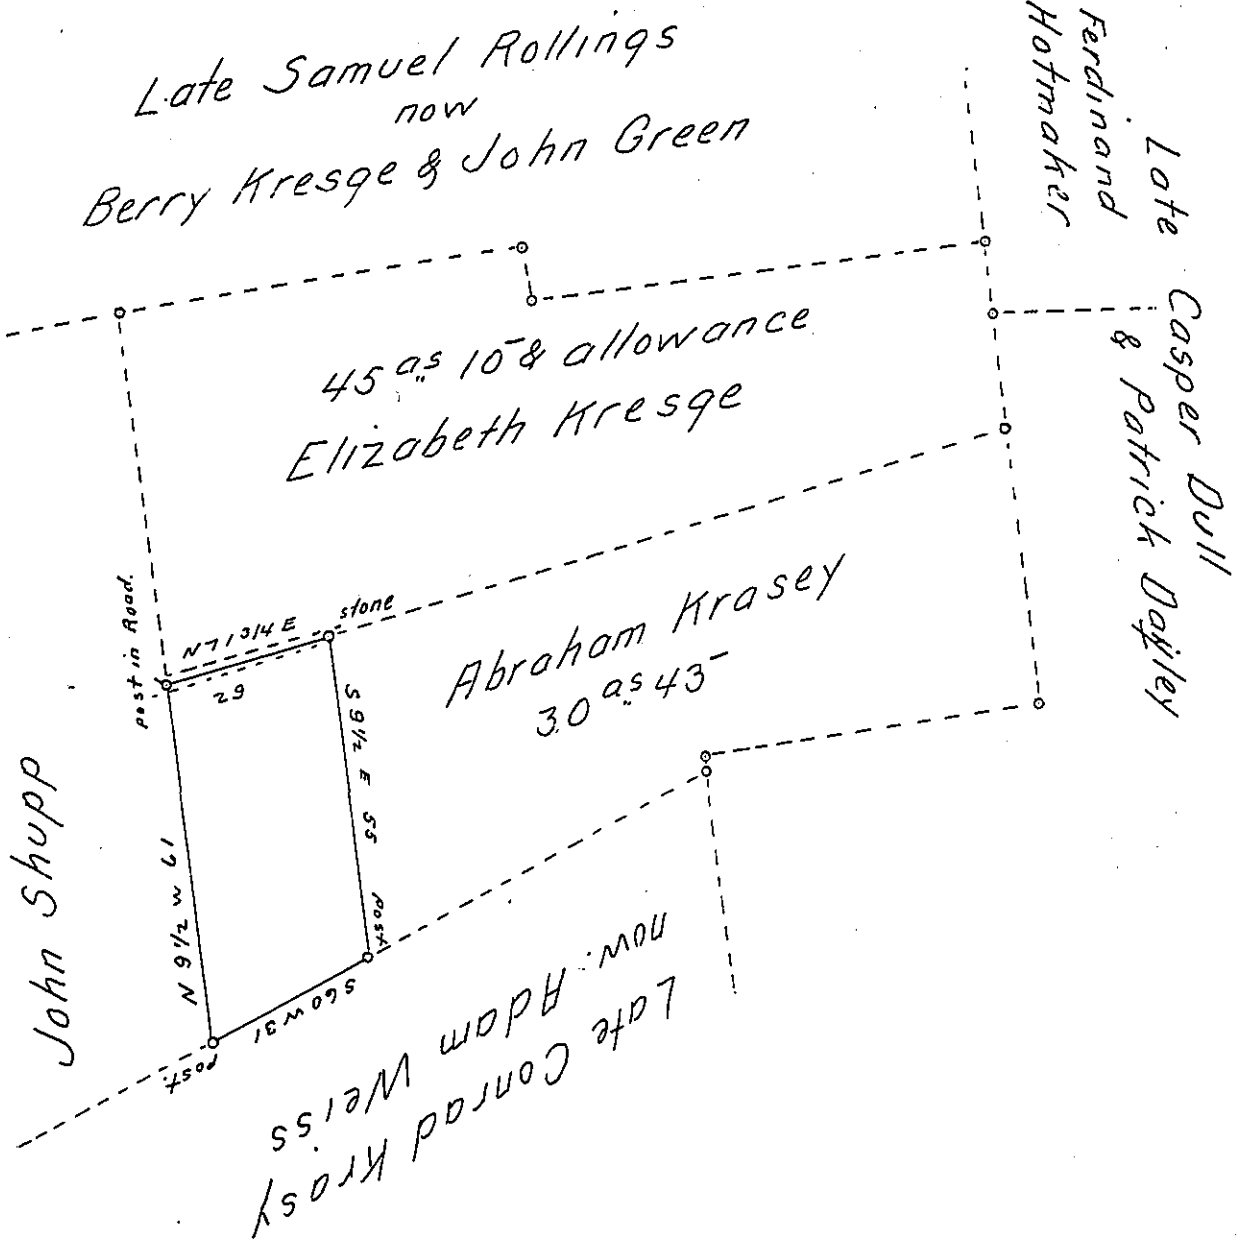 Late Samuel Rollings
now
Berry Kresge & John Green
Ferdinand
Hotmaker
Late Casper Dull
& Patrick Dayley
45 as 10 & allowance
Elizabeth Kresge
Abraham Krasey
30 as 43
post in Road.
N 71 3/4 E
29
stone
S 9 1/2 E 55
Post
S 60 W 31
post.
N 9 1/2 W 61
John Shupp
Late Conrad Krasy
now: Adam Weiss